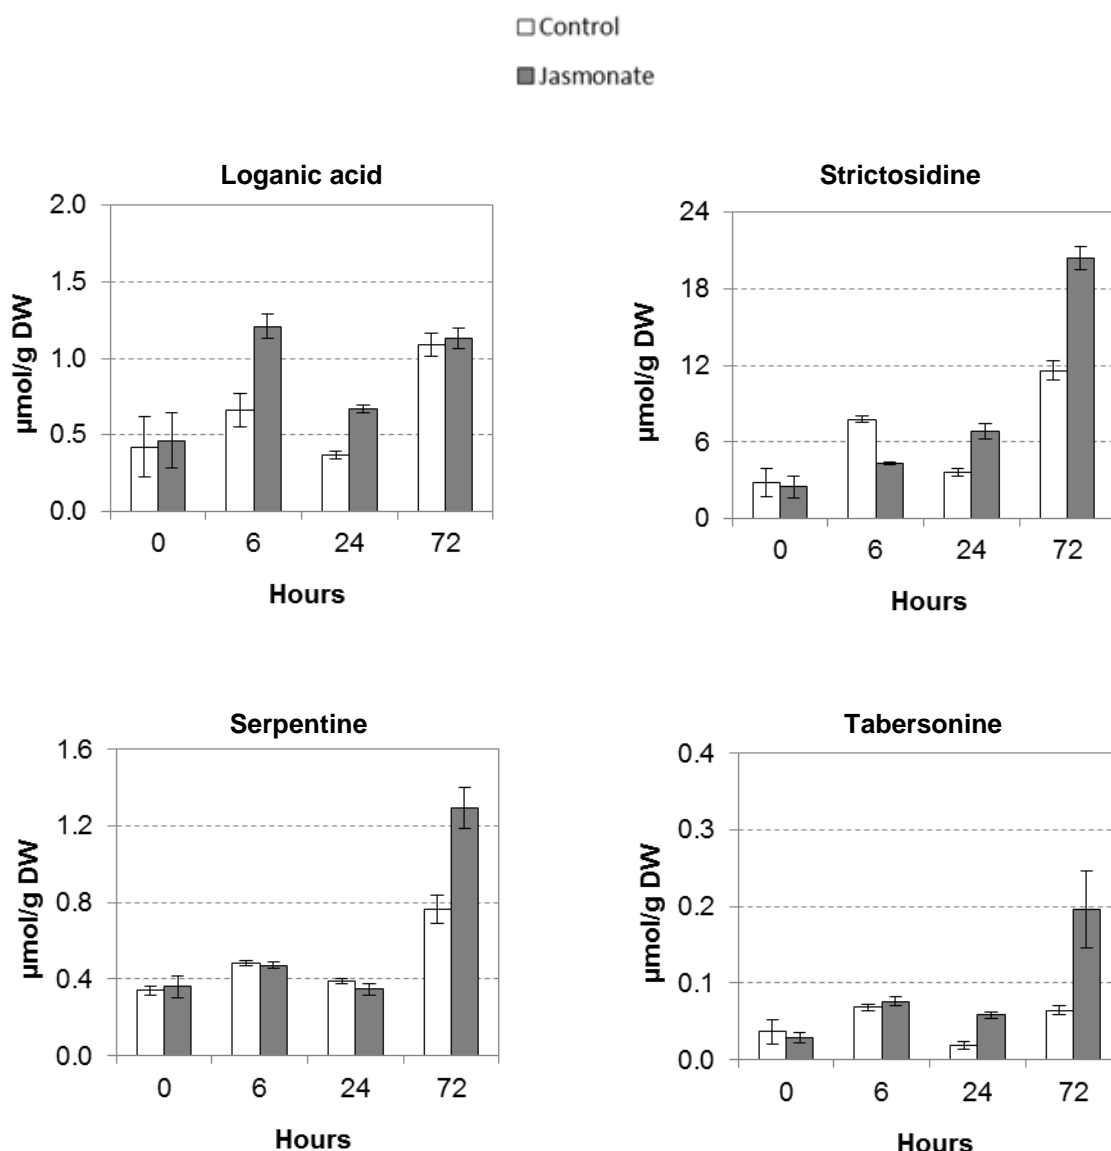 Control
Jasmonate
Loganic acid
2.0
1.5
1.0
0.5
0.0
µmol/g DW
0 6 24 72
Hours
Strictosidine
24
18
12
6
0
µmol/g DW
0 6 24 72
Hours
Serpentine
1.6
1.2
0.8
0.4
0.0
µmol/g DW
0 6 24 72
Hours
Tabersonine
0.4
0.3
0.2
0.1
0.0
µmol/g DW
0 6 24 72
Hours